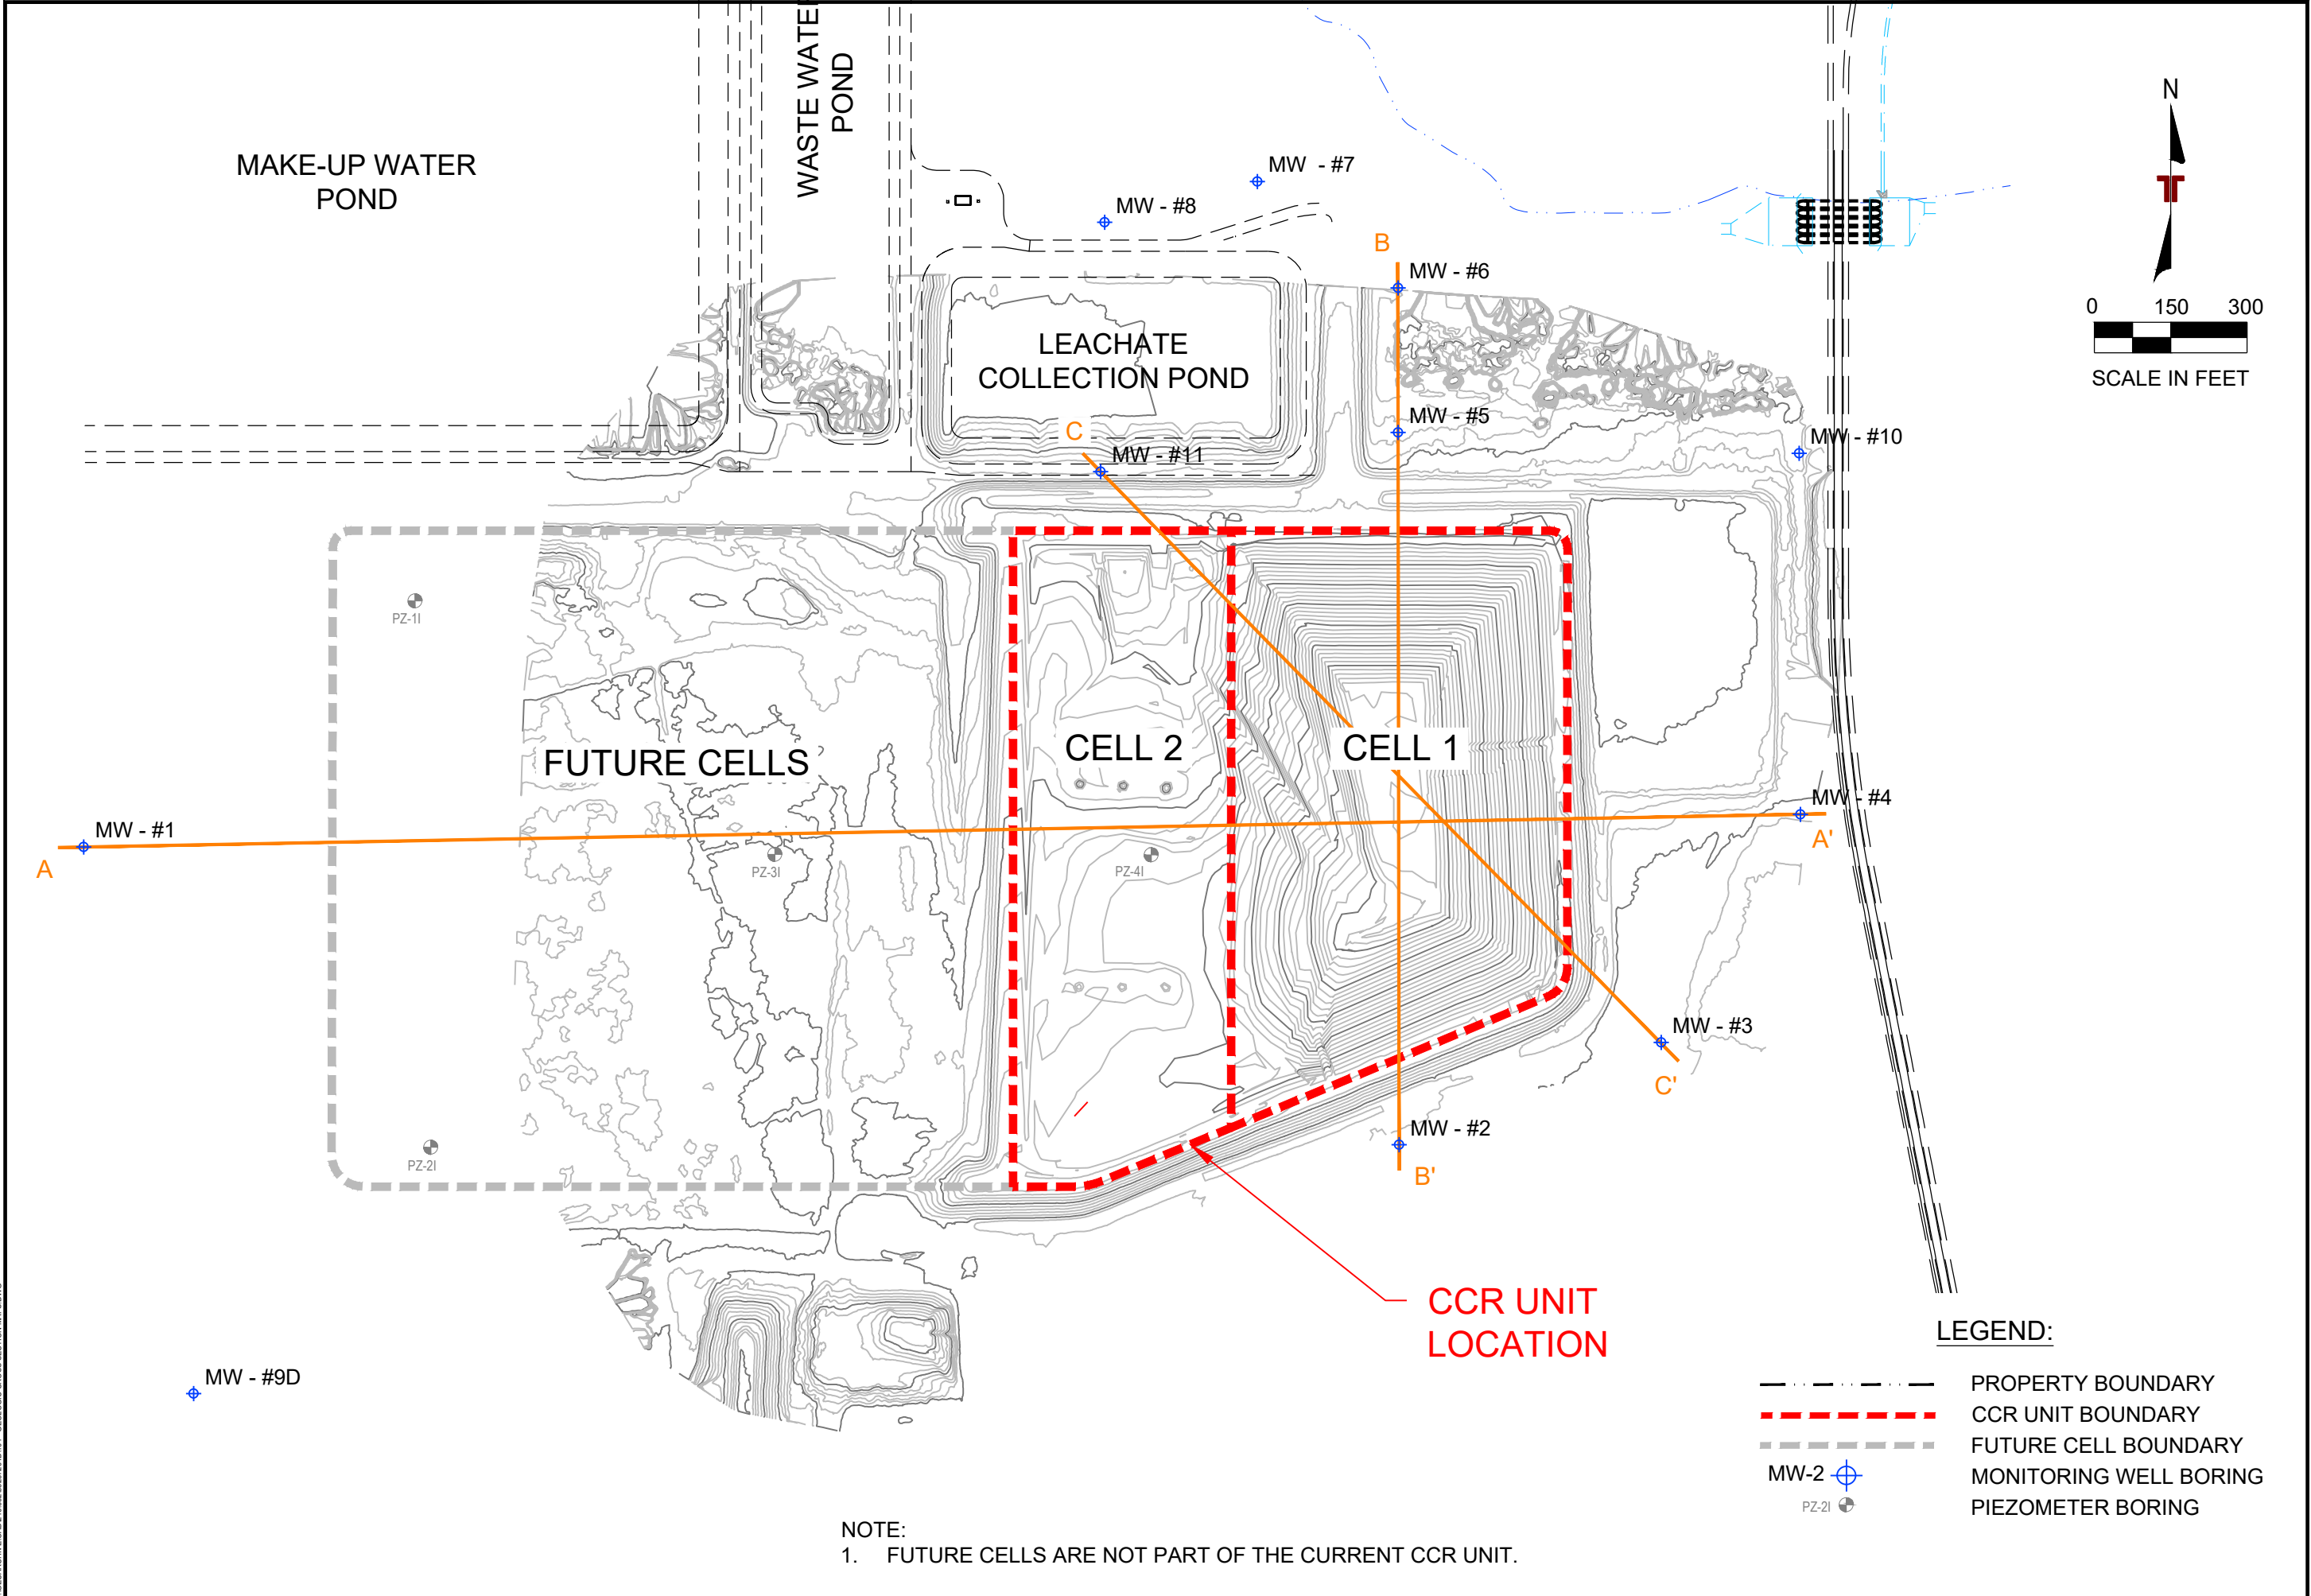 WASTE WATER
POND
MAKE-UP WATER
POND
N
0 150 300
SCALE IN FEET
MW - #7
MW - #8
B
MW - #6
LEACHATE
COLLECTION POND
C
MW - #5
MW - #11
MW - #10
PZ-1I
FUTURE CELLS
CELL 2
CELL 1
MW - #1
A
MW - #4
A'
PZ-3I
PZ-4I
MW - #3
C'
MW - #2
B'
PZ-2I
CCR UNIT
LOCATION
MW - #9D
LEGEND:
PROPERTY BOUNDARY
CCR UNIT BOUNDARY
FUTURE CELL BOUNDARY
MW-2 MONITORING WELL BORING
PZ-2I PIEZOMETER BORING
NOTE:
1. FUTURE CELLS ARE NOT PART OF THE CURRENT CCR UNIT.